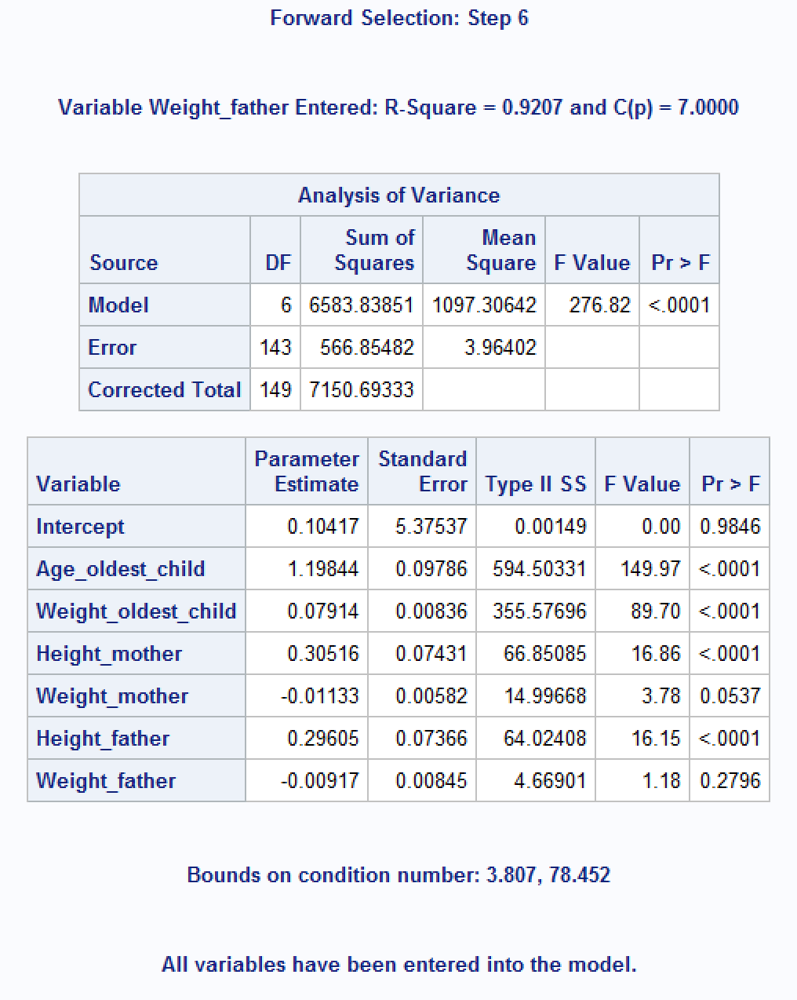 Forward Selection: Step 6
Variable Weight_father Entered: R-Square = 0.9207 and C(p) = 7.0000
Analysis of Variance
Source DF Sum of Squares Mean Square F Value Pr > F
Model 6 6583.83851 1097.30642 276.82 <.0001
Error 143 566.85482 3.96402
Corrected Total 149 7150.69333
Variable Parameter Estimate Standard Error Type II SS F Value Pr > F
Intercept 0.10417 5.37537 0.00149 0.00 0.9846
Age_oldest_child 1.19844 0.09786 594.50331 149.97 <.0001
Weight_oldest_child 0.07914 0.00836 355.57696 89.70 <.0001
Height_mother 0.30516 0.07431 66.85085 16.86 <.0001
Weight_mother -0.01133 0.00582 14.99668 3.78 0.0537
Height_father 0.29605 0.07366 64.02408 16.15 <.0001
Weight_father -0.00917 0.00845 4.66901 1.18 0.2796
Bounds on condition number: 3.807, 78.452
All variables have been entered into the model.